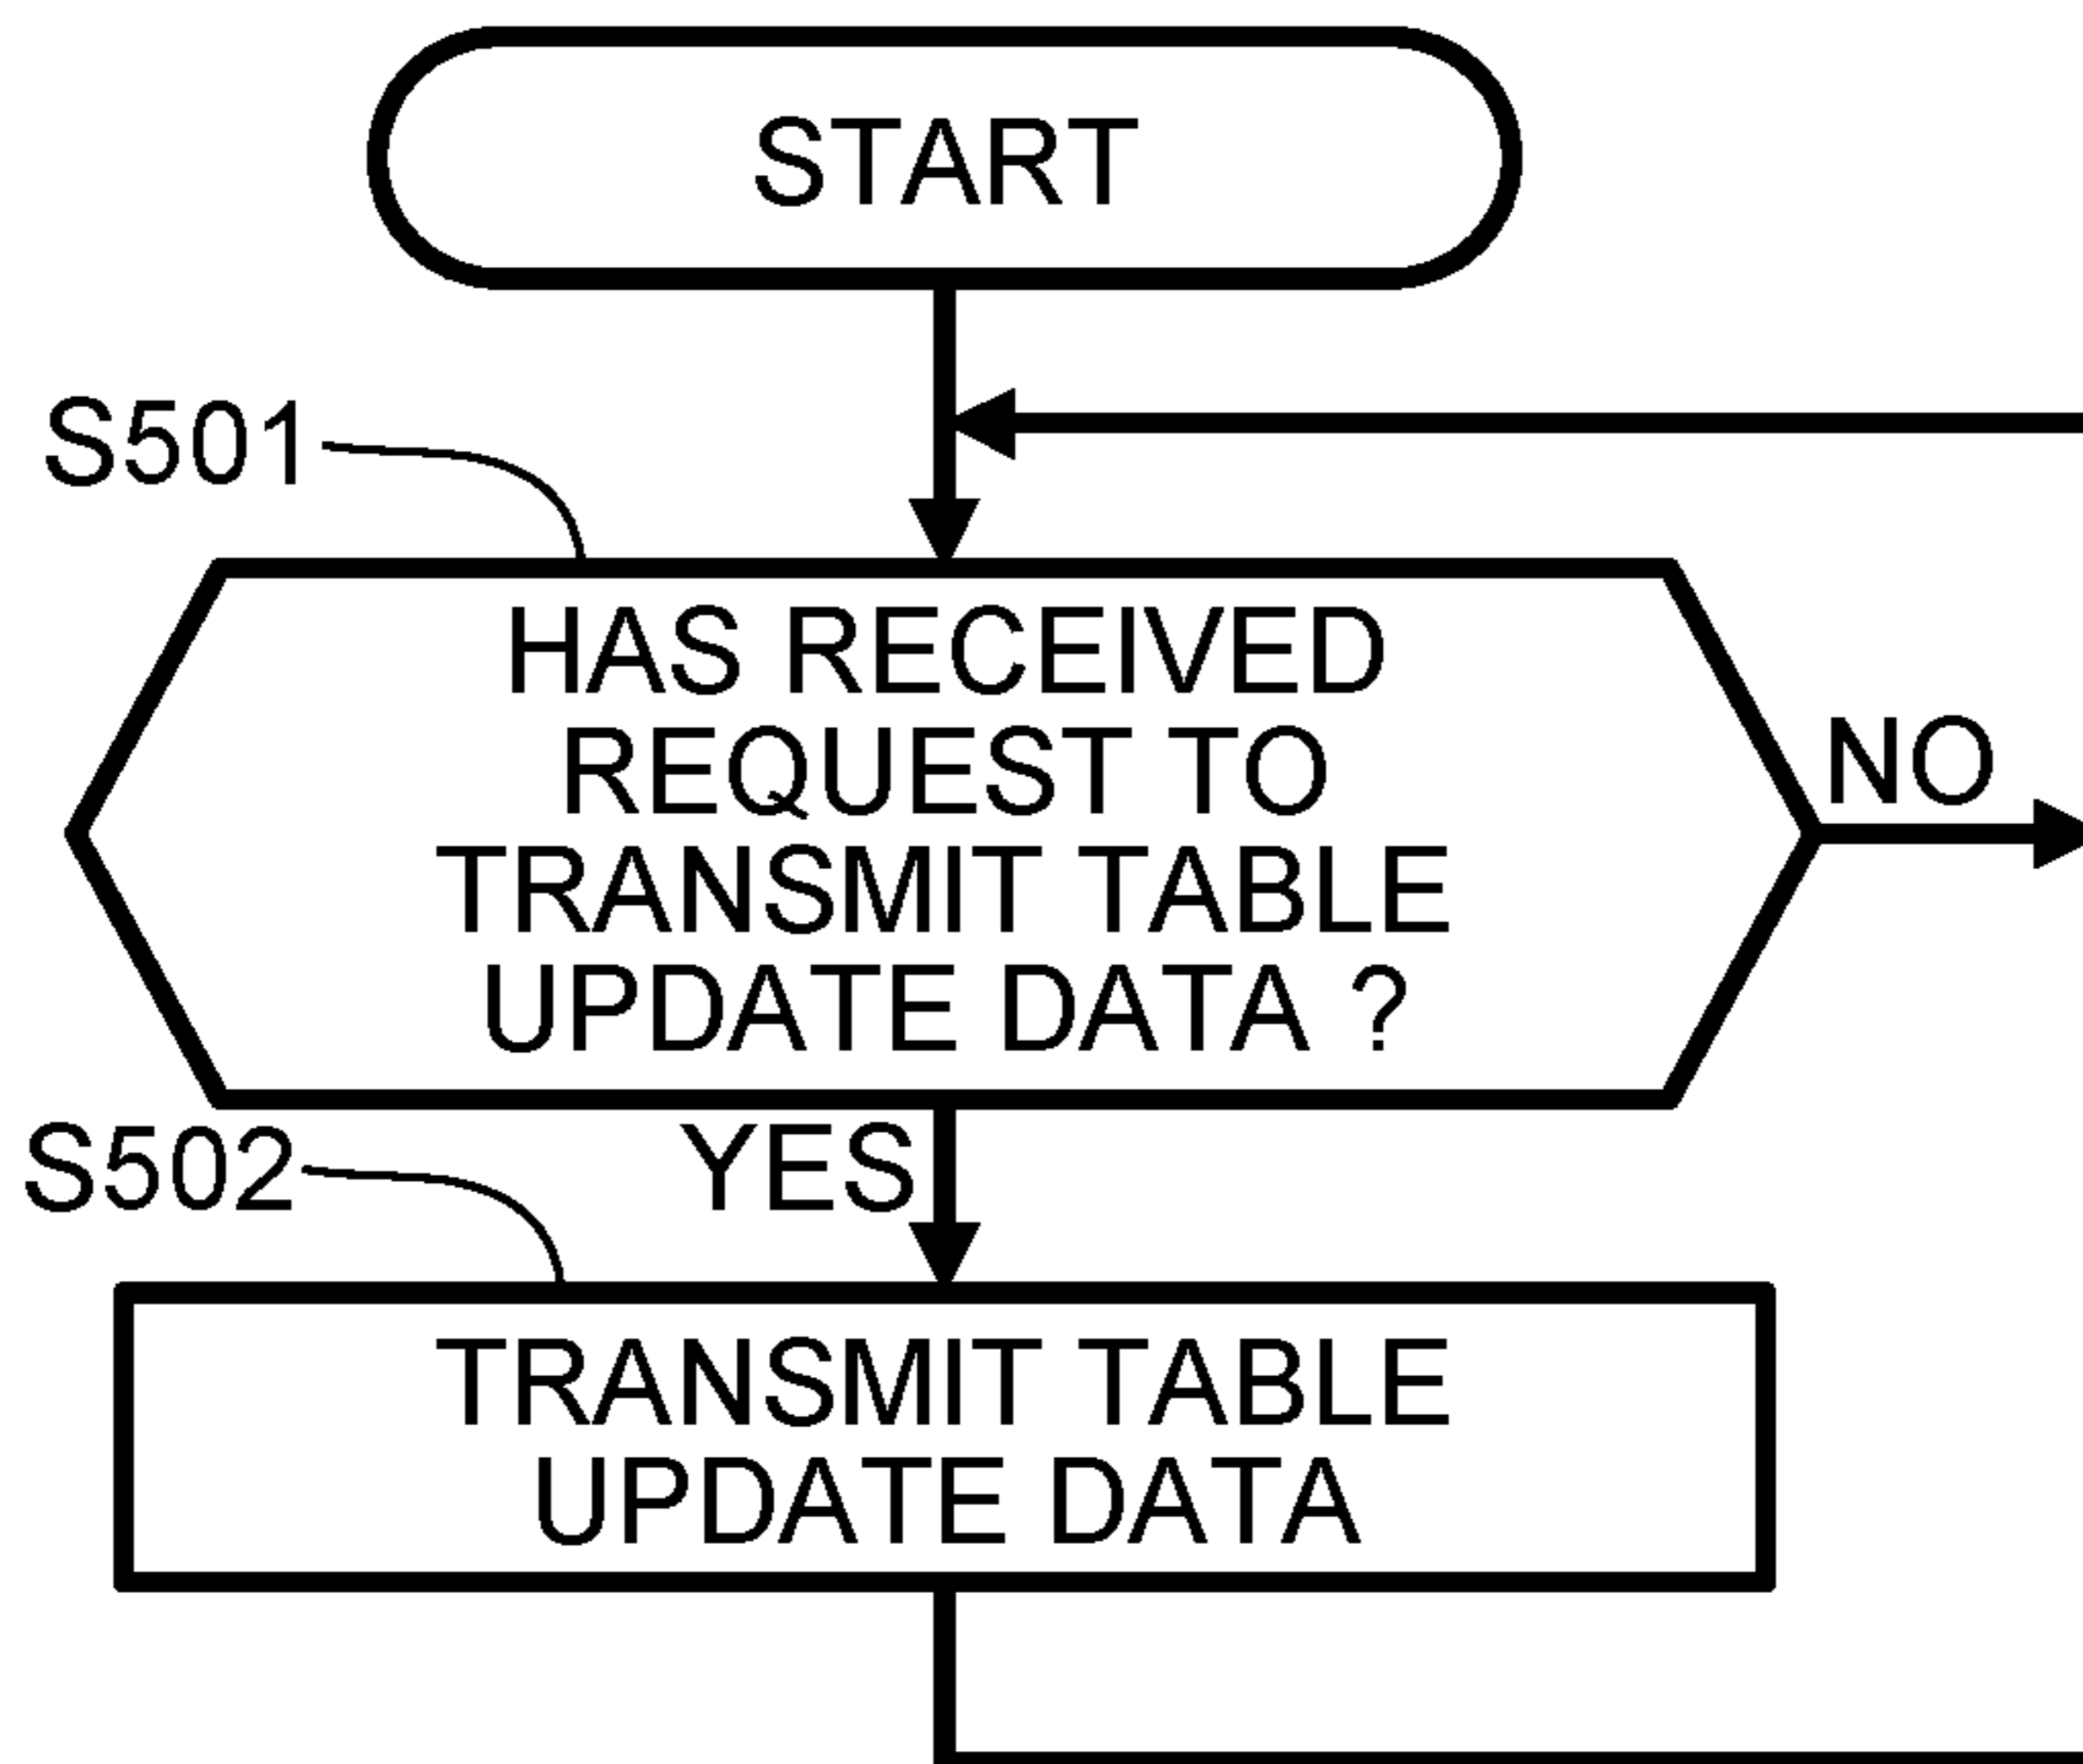 START
S501
HAS RECEIVED
REQUEST TO
TRANSMIT TABLE
UPDATE DATA ?
NO
S502
YES
TRANSMIT TABLE
UPDATE DATA